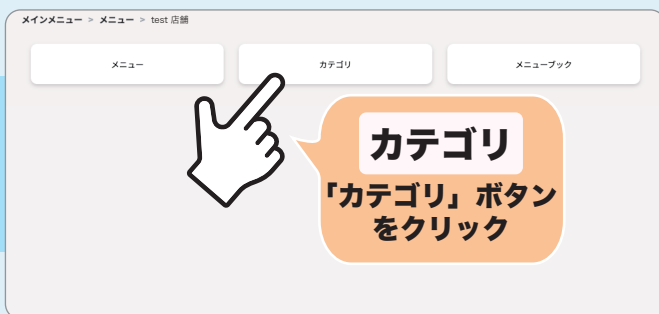 メインメニュー > メニュー > test 店舗
メニュー
カテゴリ
メニューブック
カテゴリ
「カテゴリ」ボタン
をクリック